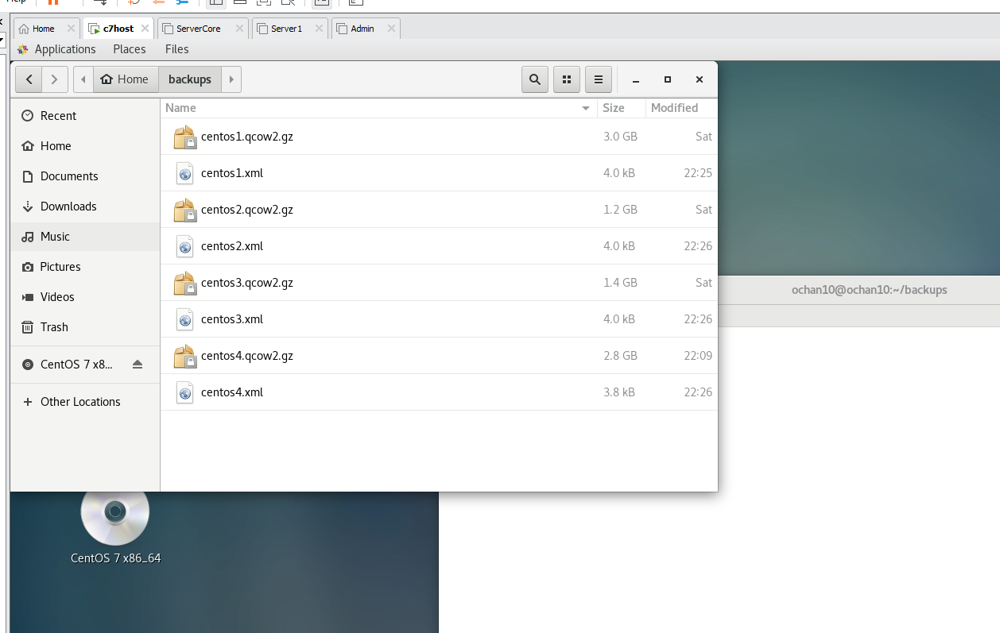 Help
Home
c7host
ServerCore
Server1
Admin
Applications Places Files
Home backups
Name Size Modified
Recent
Home
Documents
Downloads
Music
Pictures
Videos
Trash
CentOS 7 x8...
Other Locations
centos1.qcow2.gz 3.0 GB Sat
centos1.xml 4.0 kB 22:25
centos2.qcow2.gz 1.2 GB Sat
centos2.xml 4.0 kB 22:26
centos3.qcow2.gz 1.4 GB Sat
centos3.xml 4.0 kB 22:26
centos4.qcow2.gz 2.8 GB 22:09
centos4.xml 3.8 kB 22:26
ochan10@ochan10:~/backups
CentOS 7 x86_64